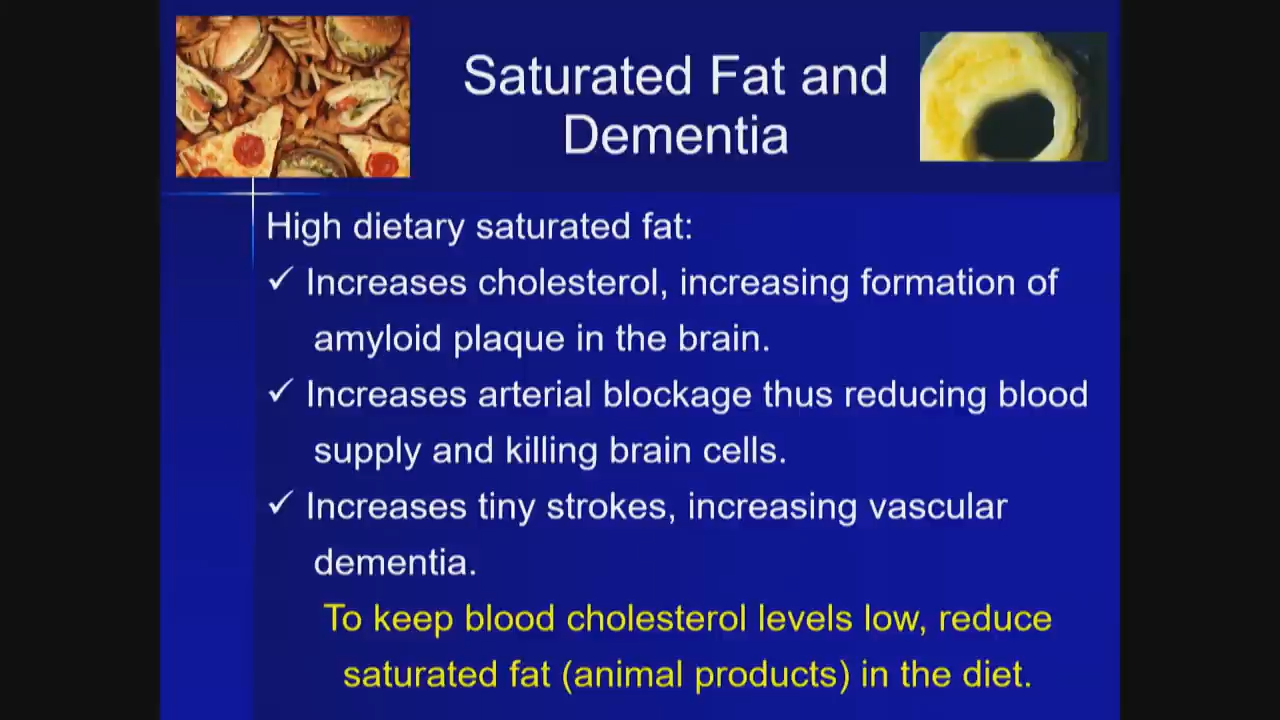 Saturated Fat and
Dementia
High dietary saturated fat:
✓ Increases cholesterol, increasing formation of
amyloid plaque in the brain.
✓ Increases arterial blockage thus reducing blood
supply and killing brain cells.
✓ Increases tiny strokes, increasing vascular
dementia.
To keep blood cholesterol levels low, reduce
saturated fat (animal products) in the diet.